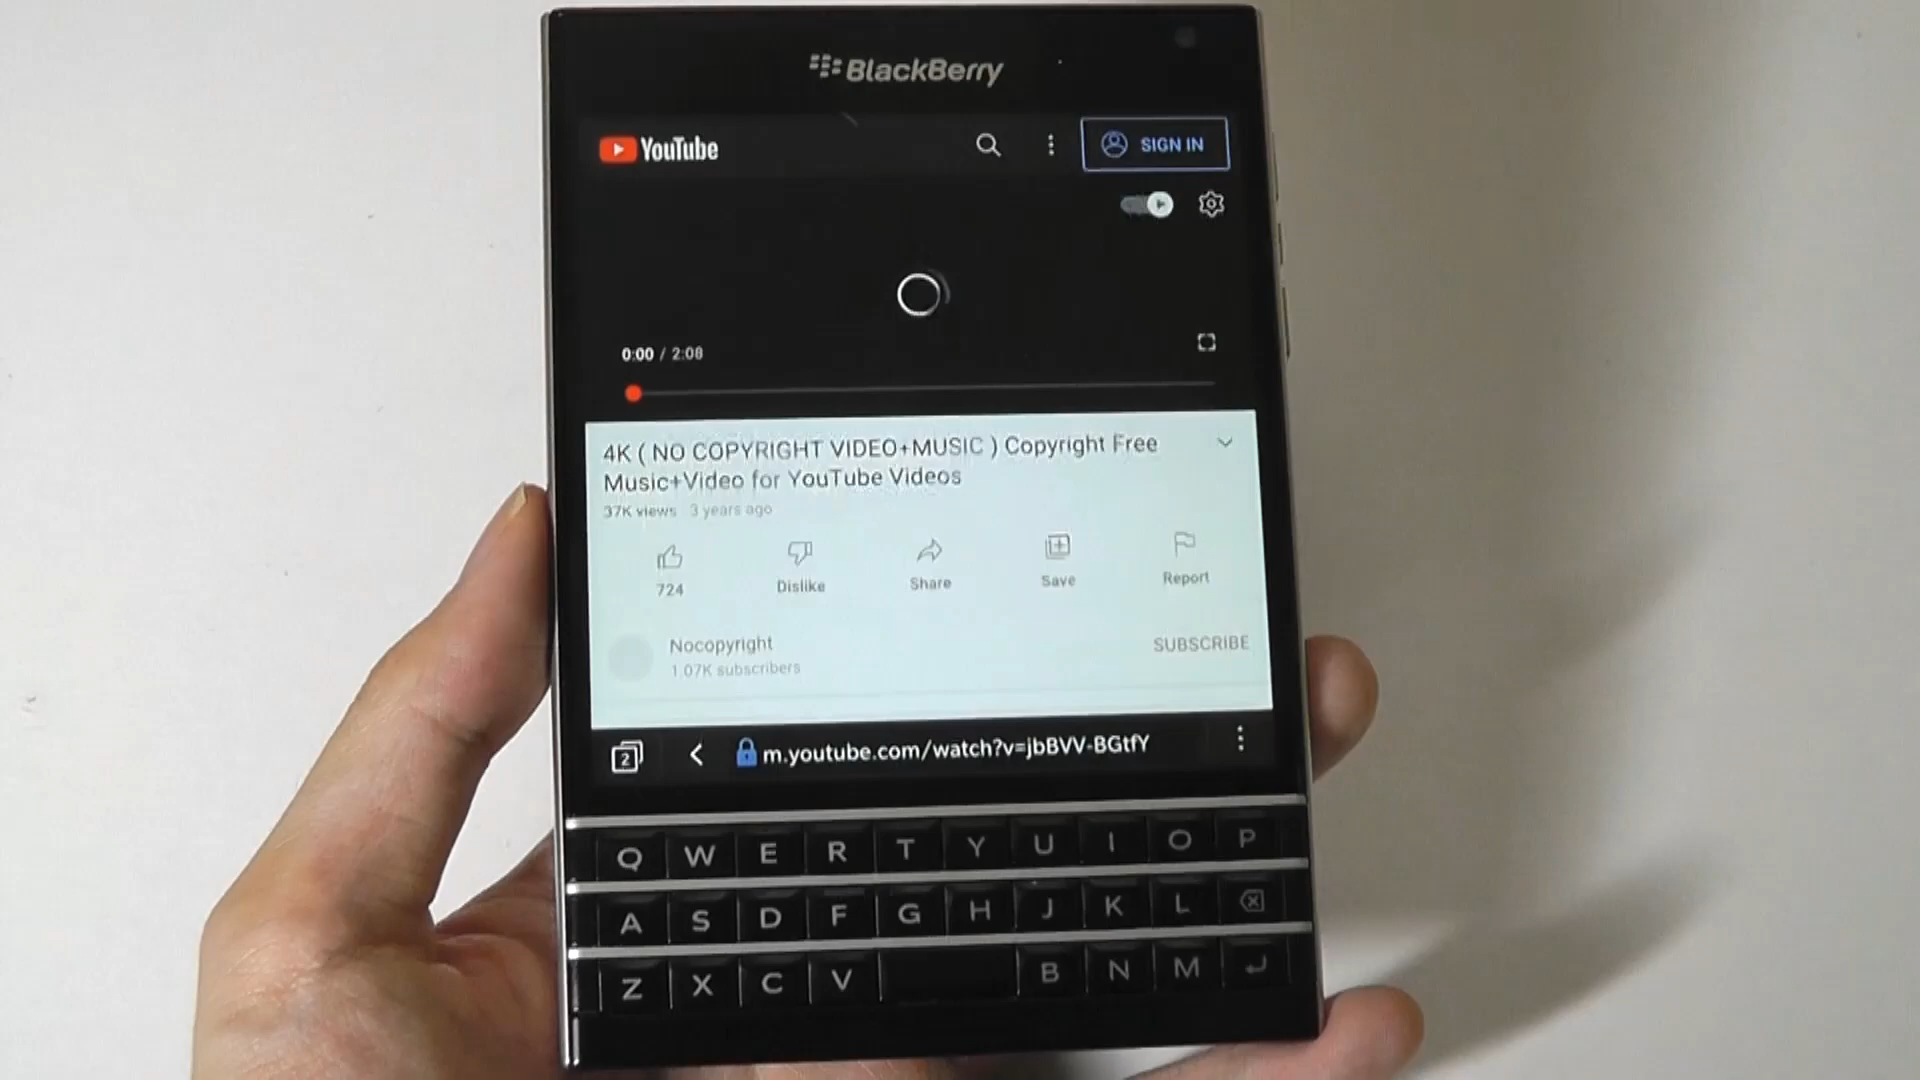 BlackBerry
YouTube
SIGN IN
0:00 / 2:08
4K ( NO COPYRIGHT VIDEO+MUSIC ) Copyright Free
Music+Video for YouTube Videos
37K views 3 years ago
724
Dislike
Share
Save
Report
Nocopyright
SUBSCRIBE
1.07K subscribers
2
m.youtube.com/watch?v=jbBVV-BGtfY
Q W E R T Y U I O P
A S D F G H J K L
Z X C V B N M